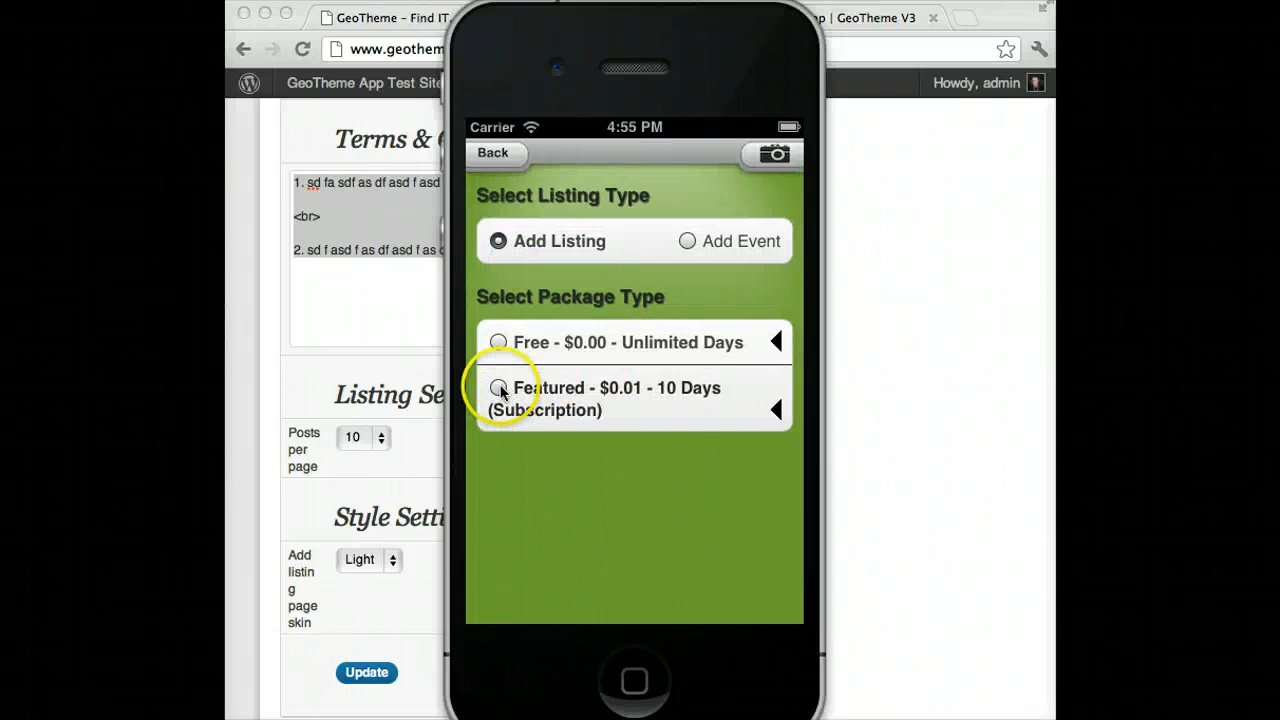 GeoTheme – Find IT.
p | GeoTheme V3
www.geothem
GeoTheme App Test Site
Howdy, admin
Terms &
1. sd fa sdf as df asd f asd
<br>
2. sd f asd f as df asd f as
Listing Se
Posts
per
page
10
Style Setti
Add
listin
g
page
skin
Light
Update
Carrier
4:55 PM
Back
Select Listing Type
Add Listing
Add Event
Select Package Type
Free - $0.00 - Unlimited Days
Featured - $0.01 - 10 Days
(Subscription)